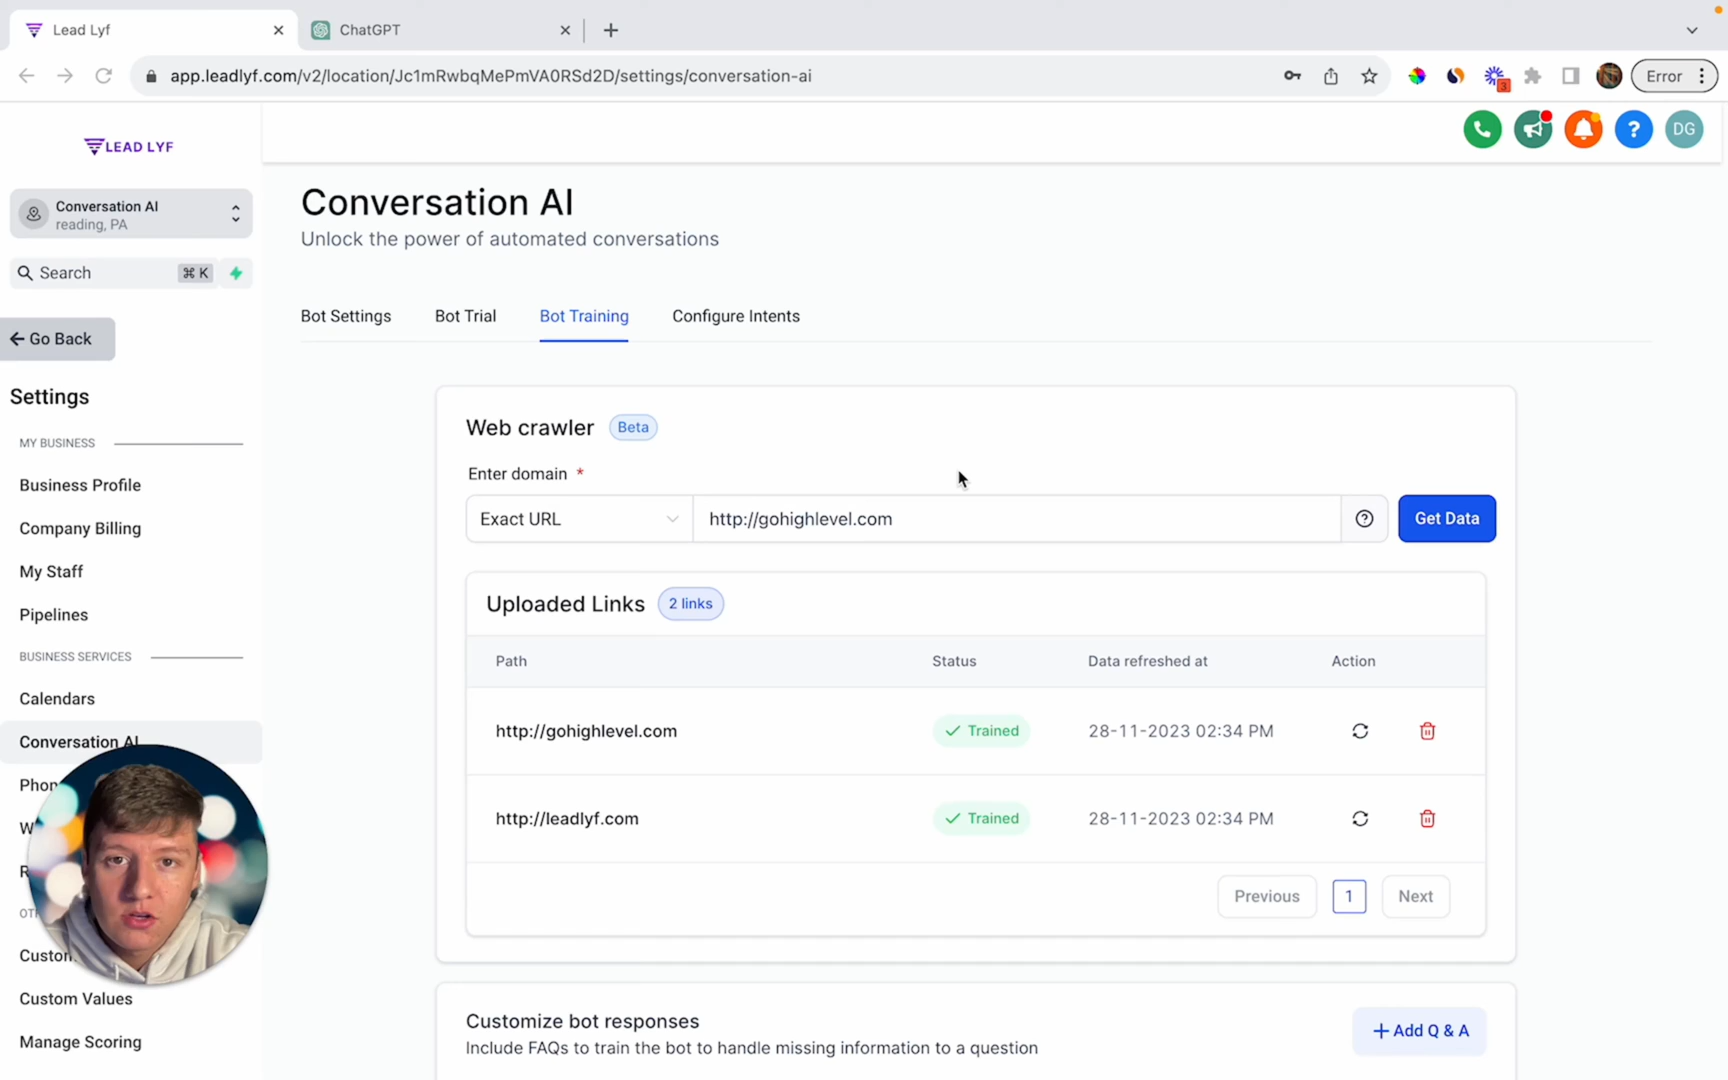 Lead Lyf
ChatGPT
app.leadlyf.com/v2/location/Jc1mRwbqMePmVA0RSd2D/settings/conversation-ai
3
Error
LEAD LYF
?
DG
Conversation AI
reading, PA
Search
⌘ K
Go Back
Settings
MY BUSINESS
Business Profile
Company Billing
My Staff
Pipelines
BUSINESS SERVICES
Calendars
Conversation AI
Custom Values
Manage Scoring
Conversation AI
Unlock the power of automated conversations
Bot Settings
Bot Trial
Bot Training
Configure Intents
Web crawler
Beta
Enter domain *
Exact URL
http://gohighlevel.com
Get Data
Uploaded Links
2 links
Path
Status
Data refreshed at
Action
http://gohighlevel.com
Trained
28-11-2023 02:34 PM
http://leadlyf.com
Trained
28-11-2023 02:34 PM
Previous
1
Next
Customize bot responses
Include FAQs to train the bot to handle missing information to a question
+ Add Q & A